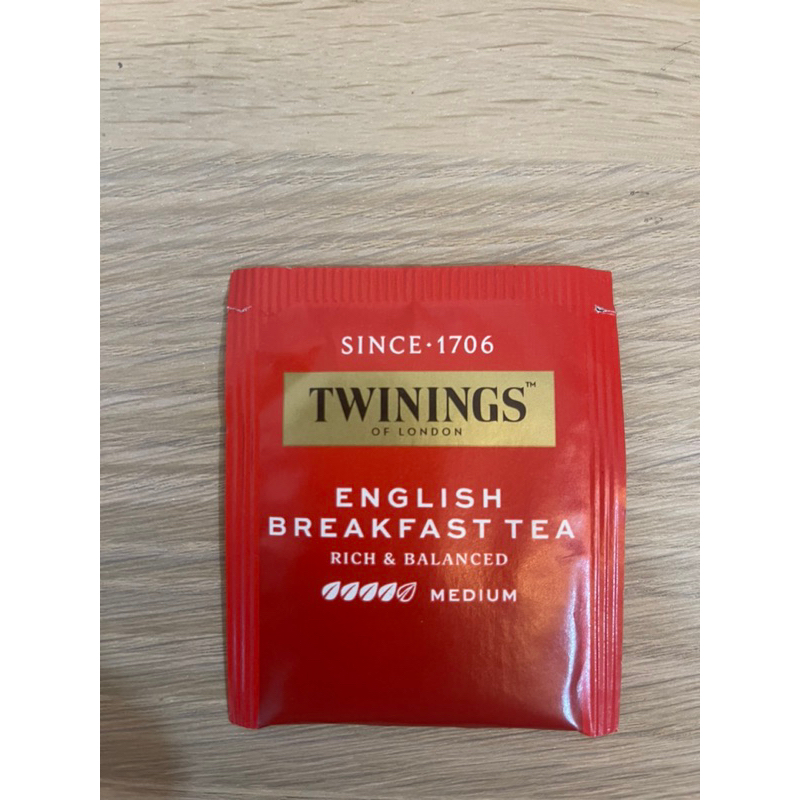 SINCE·1706
TWININGS™
OF LONDON
ENGLISH
BREAKFAST TEA
RICH & BALANCED
MEDIUM